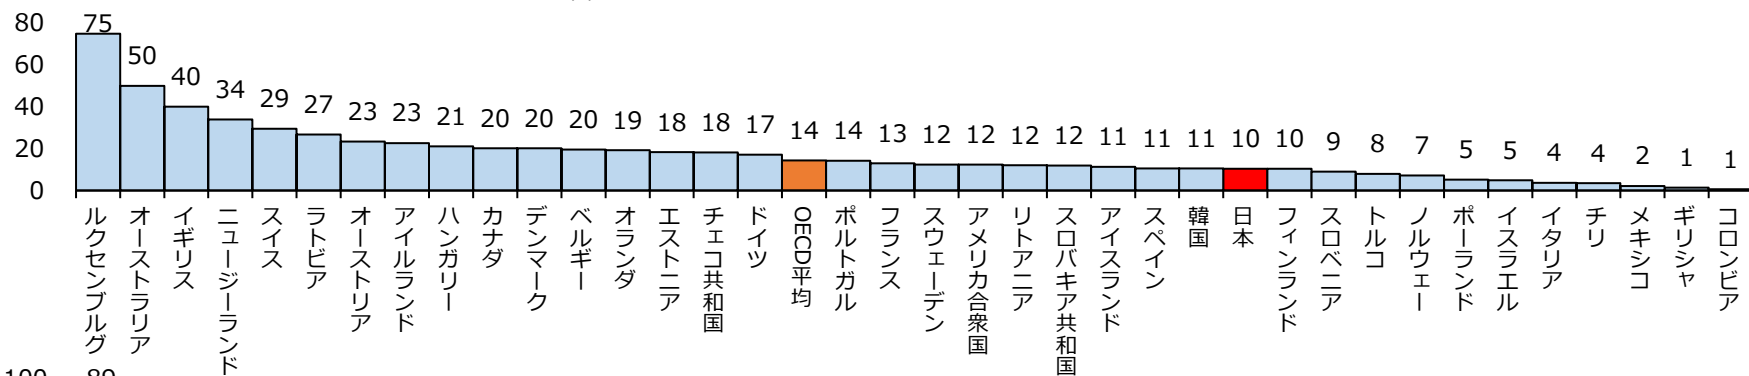 80
60
40
20
0
75 50 40 34 29 27 23 23 21 20 20 20 19 18 18 17 14 14 13 12 12 12 12 11 11 11 10 10 9 8 7 5 5 4 4 2 1 1
ルクセンブルグ
オーストラリア
イギリス
ニュージーランド
スイス
ラトビア
オーストリア
アイルランド
ハンガリー
カナダ
デンマーク
ベルギー
オランダ
エストニア
チェコ共和国
ドイツ
OECD平均
ポルトガル
フランス
スウェーデン
アメリカ合衆国
リトアニア
スロバキア共和国
アイスランド
スペイン
韓国
日本
フィンランド
スロベニア
トルコ
ノルウェー
ポーランド
イスラエル
イタリア
チリ
メキシコ
ギリシャ
コロンビア